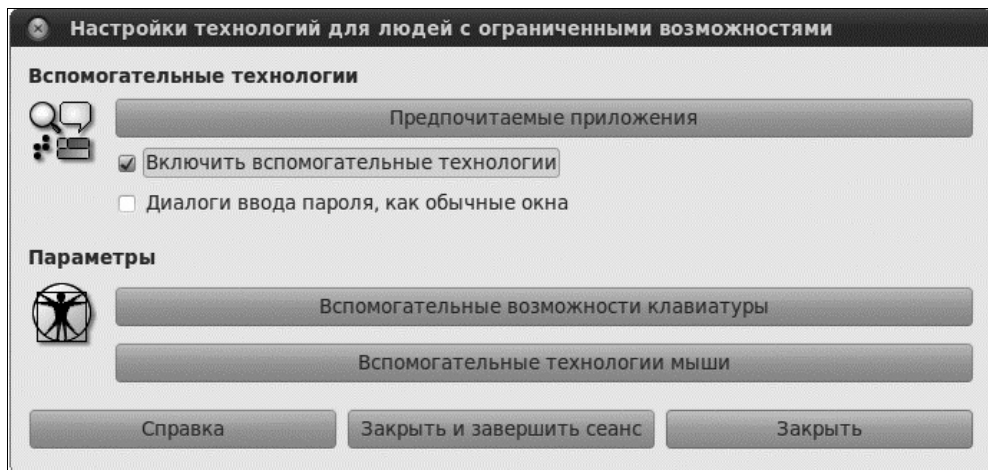 Настройки технологий для людей с ограниченными возможностями
Вспомогательные технологии
Предпочитаемые приложения
Включить вспомогательные технологии
Диалоги ввода пароля, как обычные окна
Параметры
Вспомогательные возможности клавиатуры
Вспомогательные технологии мыши
Справка
Закрыть и завершить сеанс
Закрыть